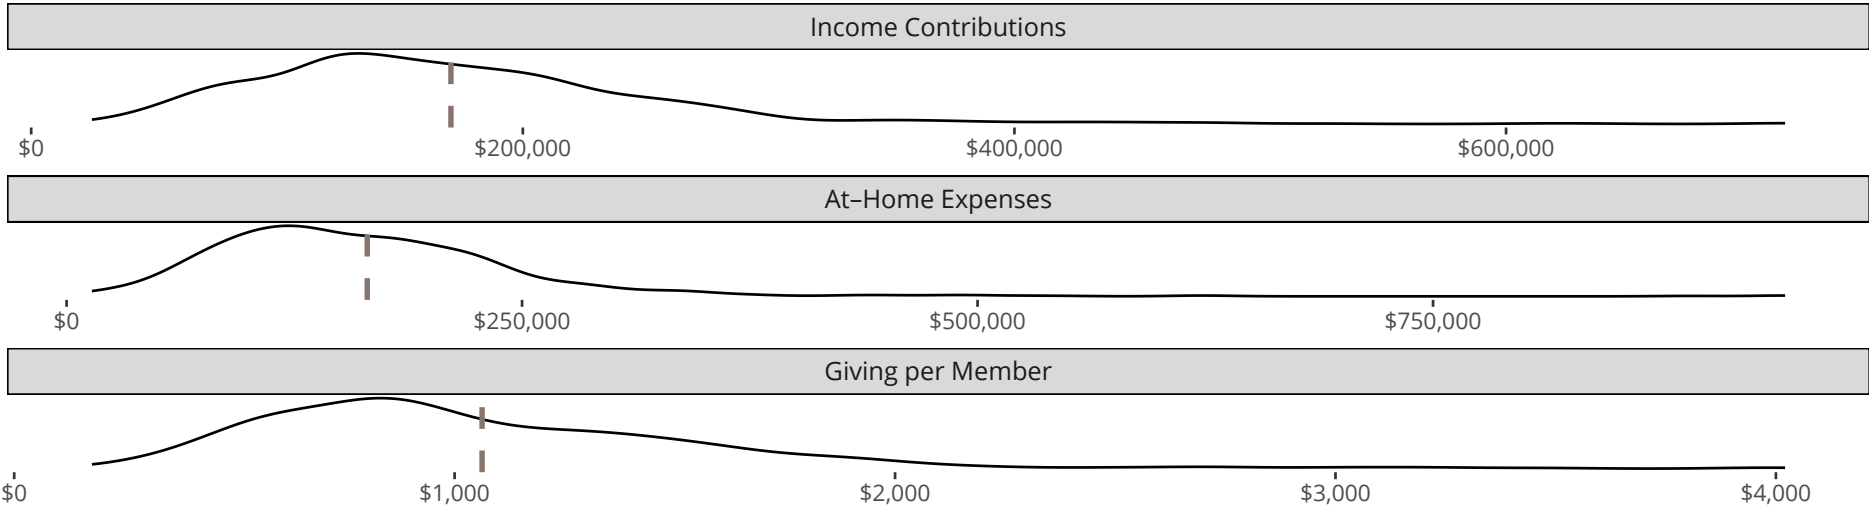 Income Contributions
$0 $200,000 $400,000 $600,000
At–Home Expenses
$0 $250,000 $500,000 $750,000
Giving per Member
$0 $1,000 $2,000 $3,000 $4,000